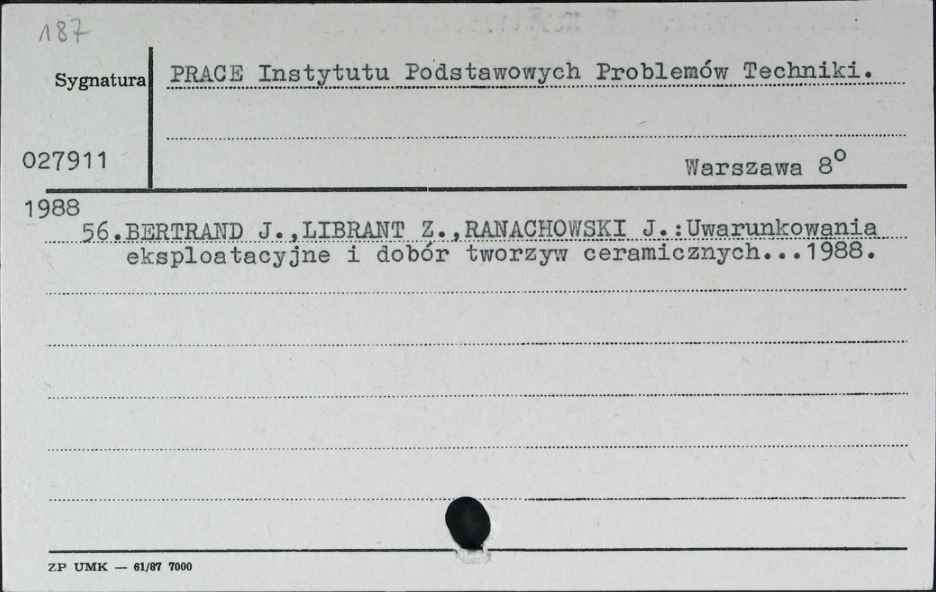 187
Sygnatura
PRACE Instytutu Podstawowych Problemów Techniki.
027911
Warszawa 8°
1988
56.BERTRAND J.,LIBRANT Z.,RANACHOWSKI J.:Uwarunkowania
eksploatacyjne i dobór tworzyw ceramicznych...1988.
ZP UMK — 61/87 7000